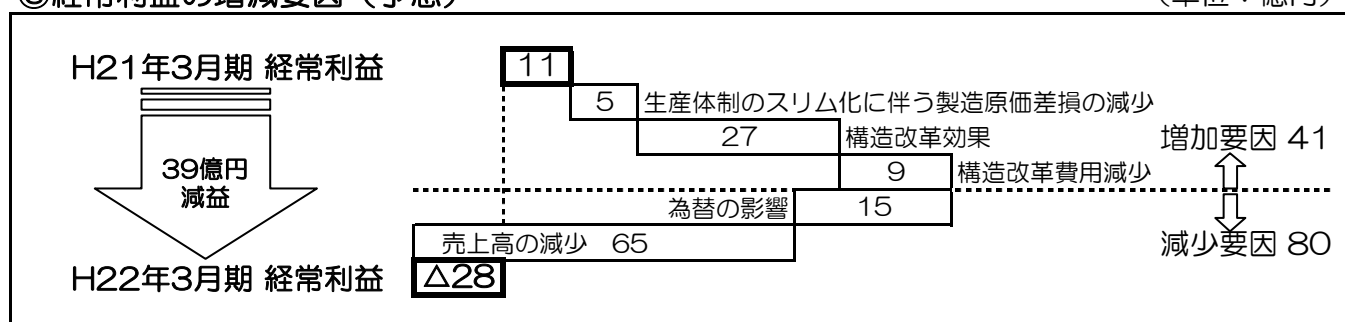 ③経常利益の増減要因（予想）
（単位：億円）
H21年3月期 経常利益
11
5 生産体制のスリム化に伴う製造原価差損の減少
27 構造改革効果
増加要因 41
39億円
減益
9 構造改革費用減少
為替の影響 15
売上高の減少 65
減少要因 80
H22年3月期 経常利益
△28